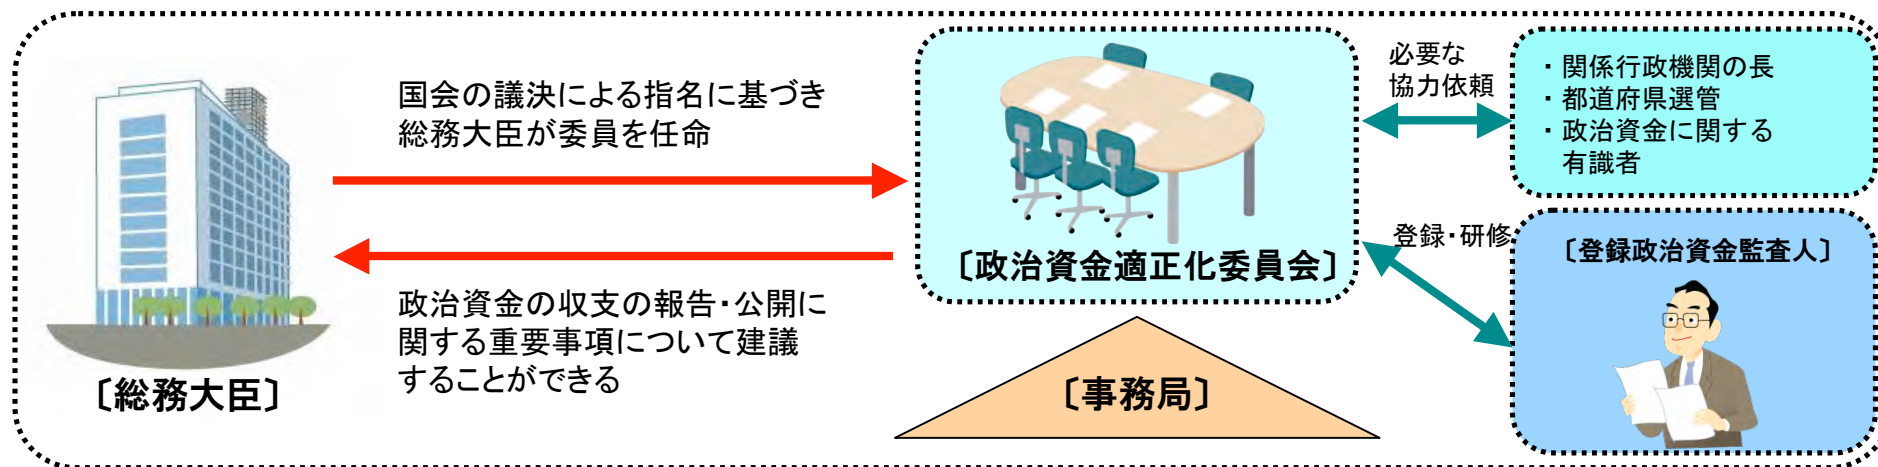 国会の議決による指名に基づき
総務大臣が委員を任命
政治資金の収支の報告・公開に
関する重要事項について建議
することができる
〔総務大臣〕
〔政治資金適正化委員会〕
〔事務局〕
必要な
協力依頼
・関係行政機関の長
・都道府県選管
・政治資金に関する
有識者
登録・研修
〔登録政治資金監査人〕